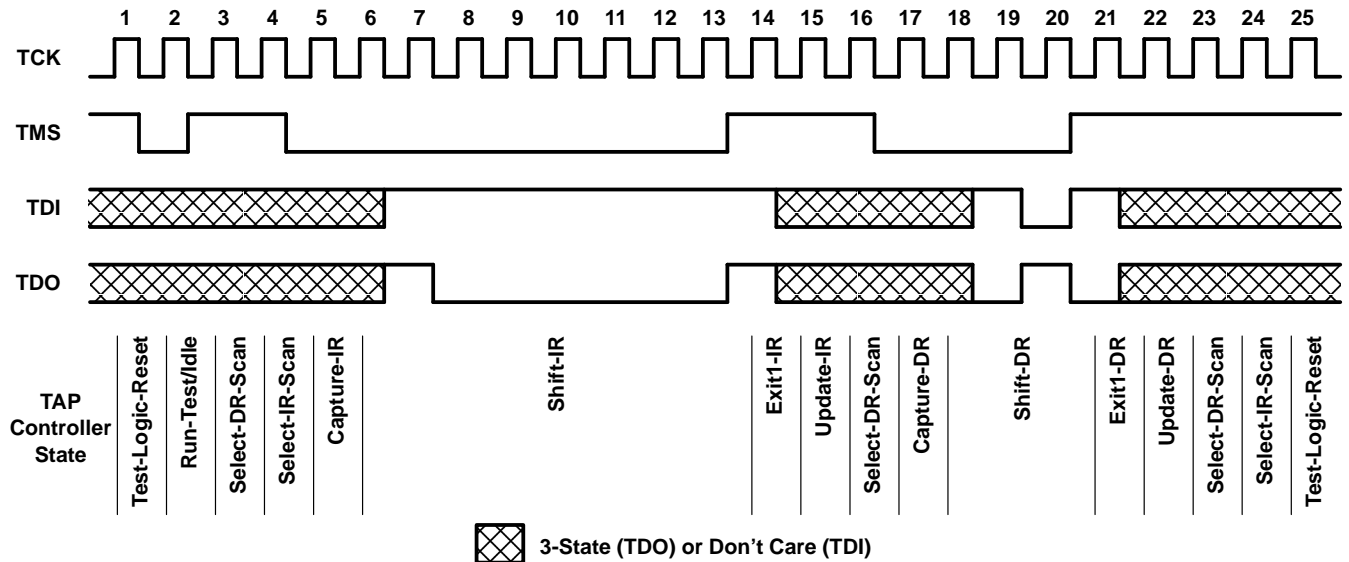 1 2 3 4 5 6 7 8 9 10 11 12 13 14 15 16 17 18 19 20 21 22 23 24 25
TCK
TMS
TDI
TDO
TAP
Controller
State
Test-Logic-Reset
Run-Test/Idle
Select-DR-Scan
Select-IR-Scan
Capture-IR
Shift-IR
Exit1-IR
Update-IR
Select-DR-Scan
Capture-DR
Shift-DR
Exit1-DR
Update-DR
Select-DR-Scan
Select-IR-Scan
Test-Logic-Reset
3-State (TDO) or Don't Care (TDI)